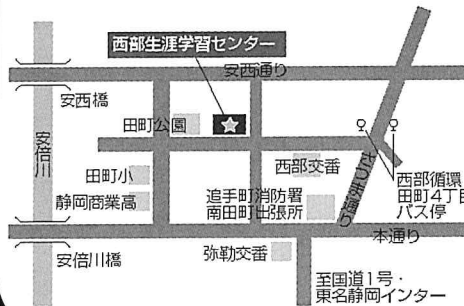 西部生涯学習センター
安西通り
安西橋
田町公園
安倍川
田町小
西部交番
さつき通り
西部循環
田町4丁目
バス停
静岡商業高
追手町消防署
南田町出張所
本通り
安倍川橋
弥勒交番
至国道1号・
東名静岡インター